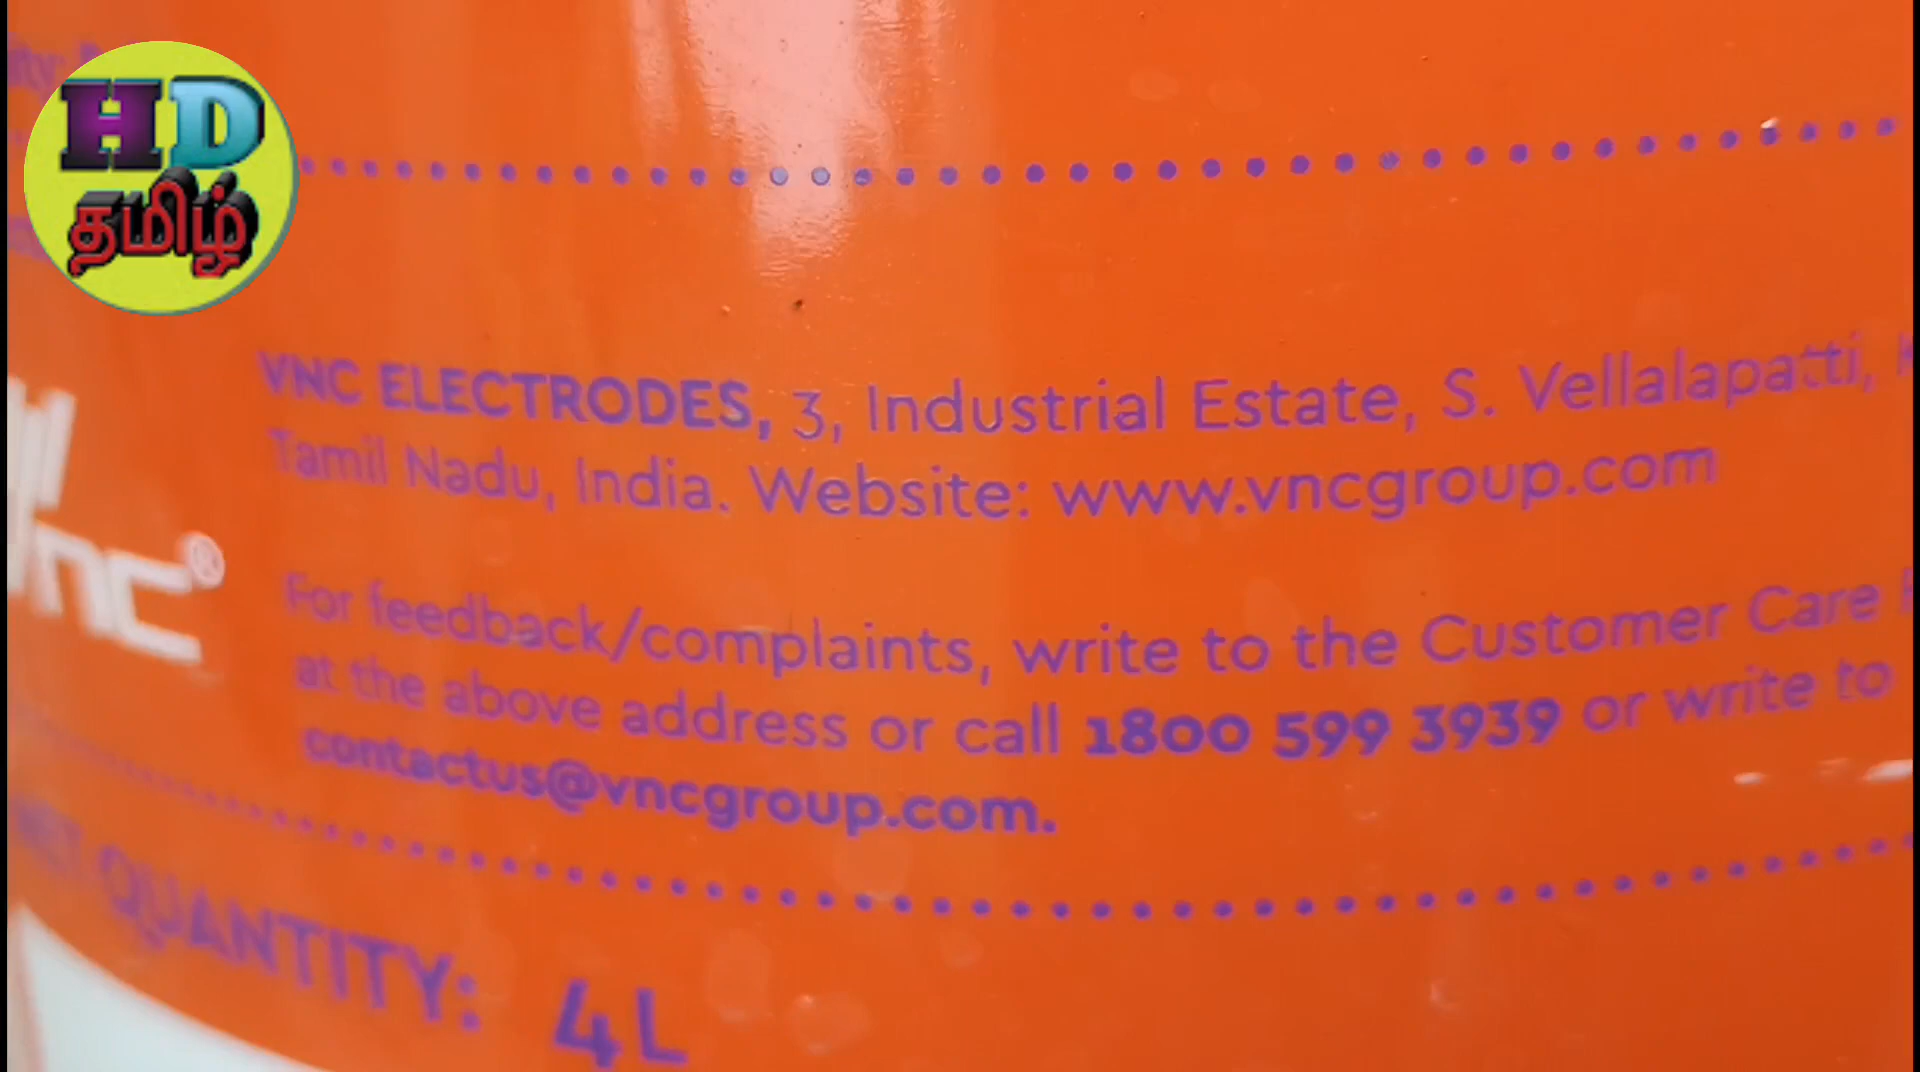 HD
தமிழ்
VNC ELECTRODES, 3, Industrial Estate, S. Vellalapatti,
Tamil Nadu, India. Website: www.vncgroup.com
vnc®
For feedback/complaints, write to the Customer Care
at the above address or call 1800 599 3939 or write to
contactus@vncgroup.com.
NET QUANTITY: 4L